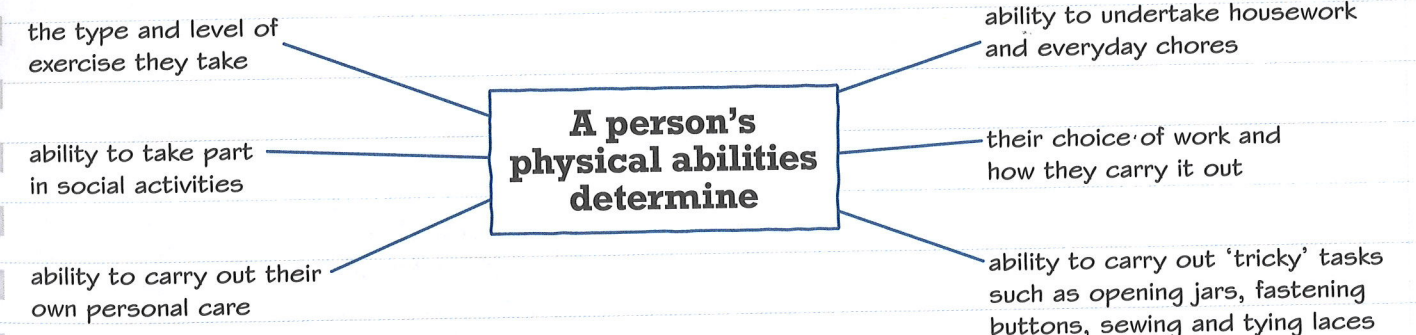 the type and level of
exercise they take
ability to take part
in social activities
ability to carry out their
own personal care
A person's
physical abilities
determine
ability to undertake housework
and everyday chores
their choice of work and
how they carry it out
ability to carry out ‘tricky’ tasks
such as opening jars, fastening
buttons, sewing and tying laces